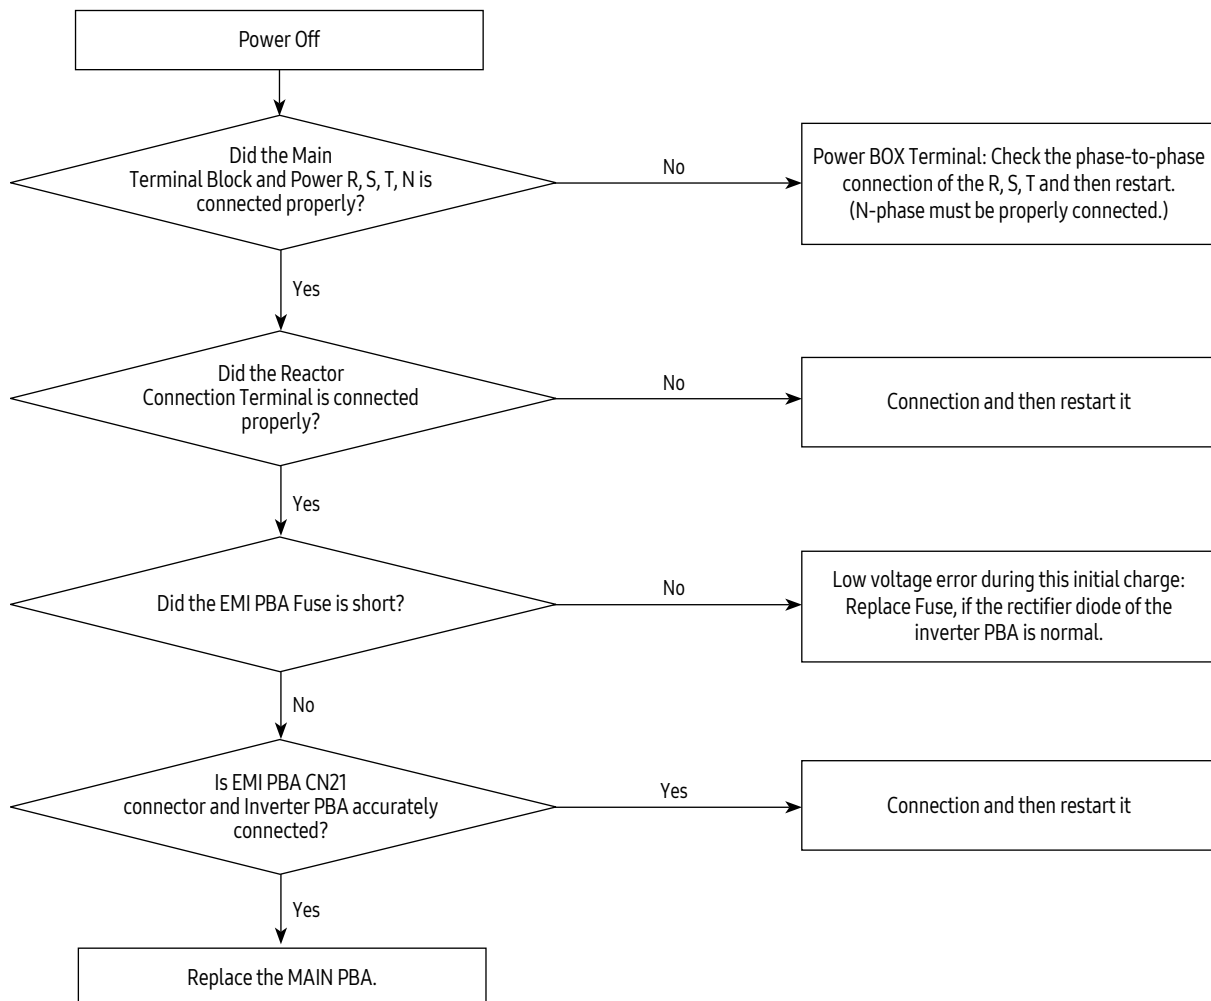 Power Off
Did the Main
Terminal Block and Power R, S, T, N is
connected properly?
No
Power BOX Terminal: Check the phase-to-phase
connection of the R, S, T and then restart.
(N-phase must be properly connected.)
Yes
Did the Reactor
Connection Terminal is connected
properly?
No
Connection and then restart it
Yes
Did the EMI PBA Fuse is short?
No
Low voltage error during this initial charge:
Replace Fuse, if the rectifier diode of the
inverter PBA is normal.
No
Is EMI PBA CN21
connector and Inverter PBA accurately
connected?
Yes
Connection and then restart it
Yes
Replace the MAIN PBA.